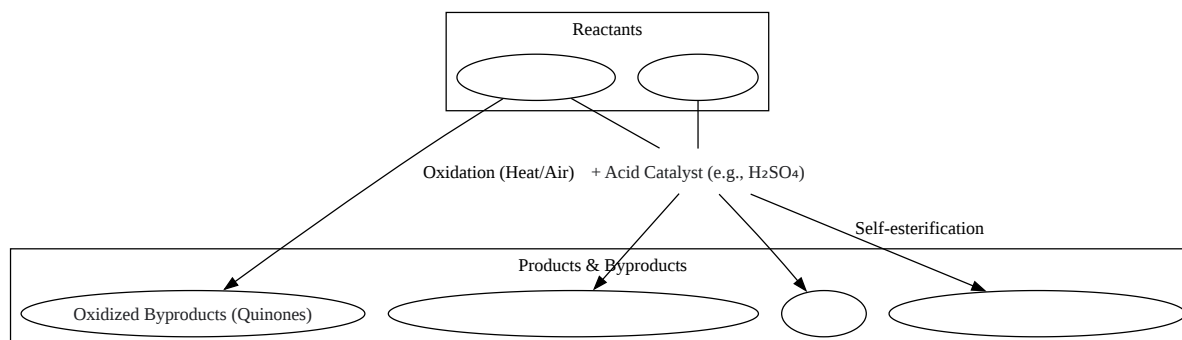 Reactants
Oxidation (Heat/Air)
+ Acid Catalyst (e.g., H₂SO₄)
Self-esterification
Products & Byproducts
Oxidized Byproducts (Quinones)